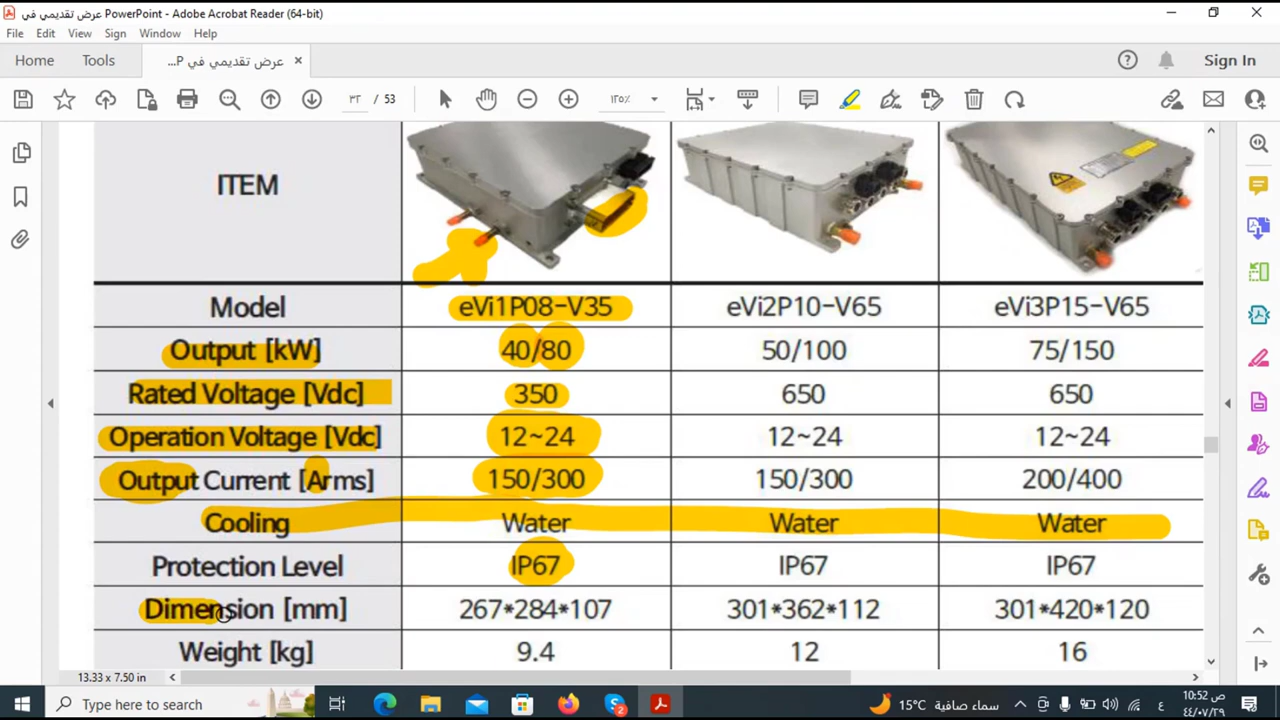 عرض تقديمي في PowerPoint - Adobe Acrobat Reader (64-bit)
File Edit View Sign Window Help
Home Tools عرض تقديمي في P... Sign In
٣٢ / 53 ١٢٥٪
ITEM
Model eVi1P08-V35 eVi2P10-V65 eVi3P15-V65
Output [kW] 40/80 50/100 75/150
Rated Voltage [Vdc] 350 650 650
Operation Voltage [Vdc] 12~24 12~24 12~24
Output Current [Arms] 150/300 150/300 200/400
Cooling Water Water Water
Protection Level IP67 IP67 IP67
Dimension [mm] 267*284*107 301*362*112 301*420*120
Weight [kg] 9.4 12 16
13.33 x 7.50 in
Type here to search 2 15°C سماء صافية ع 10:52 ص
٤٤/٠٧/٢٩